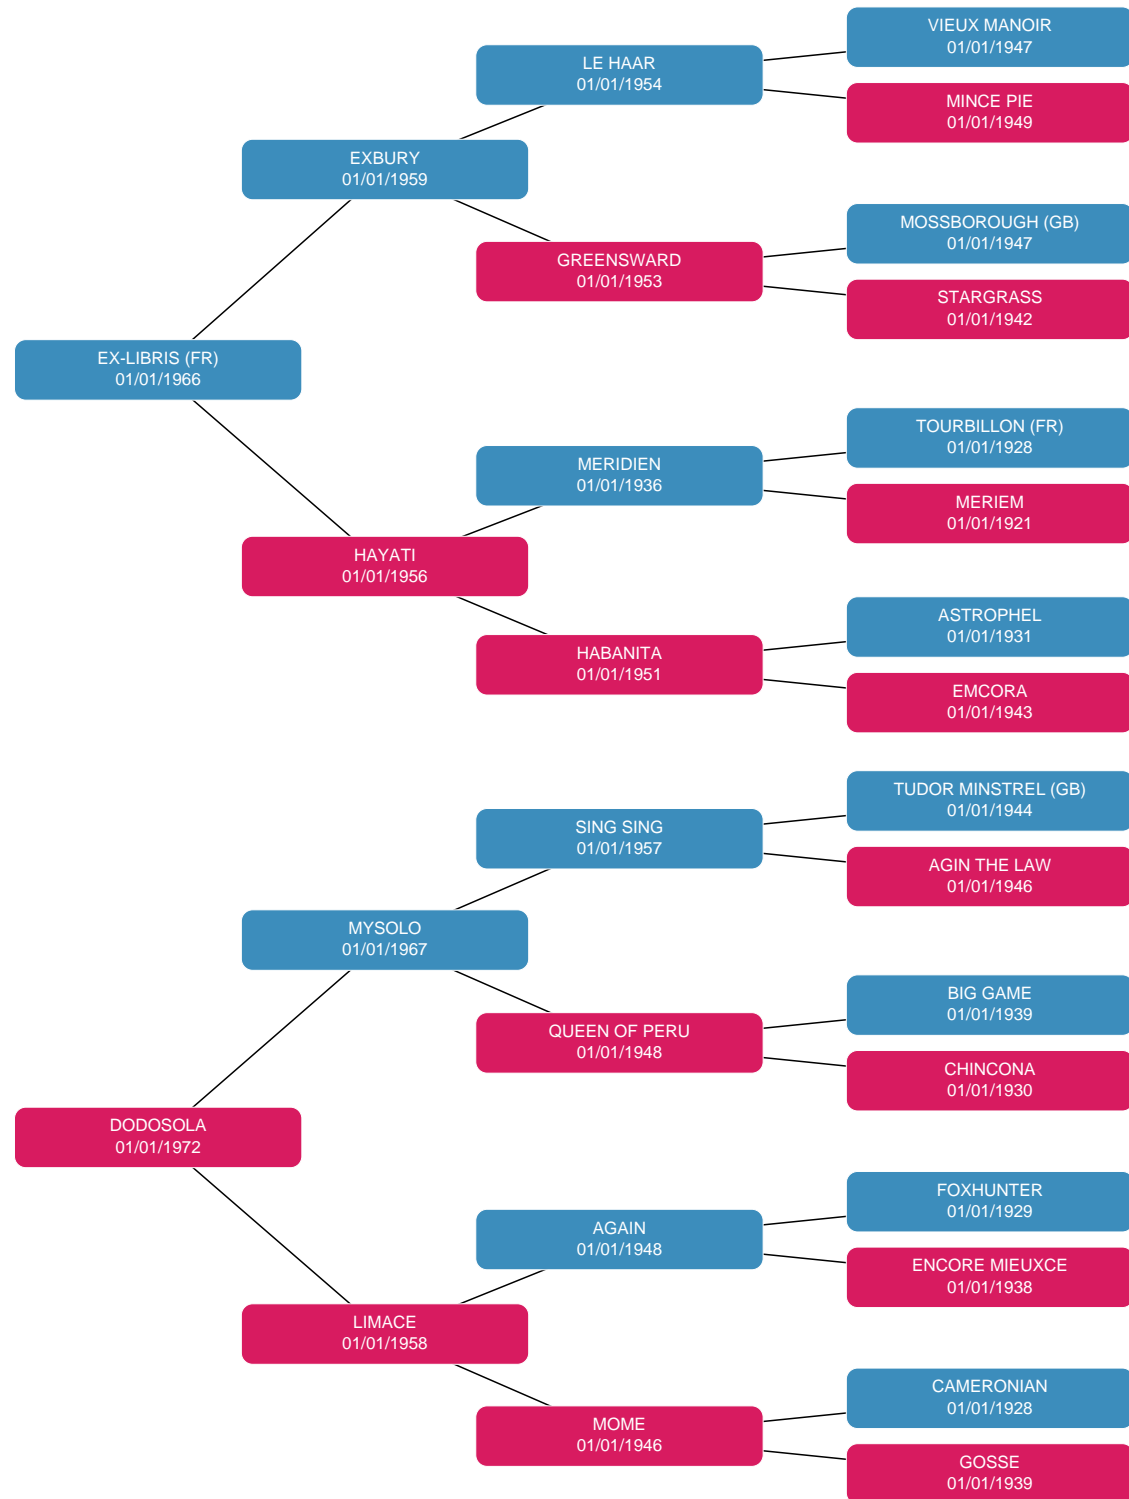 VIEUX MANOIR
01/01/1947
LE HAAR
01/01/1954
MINCE PIE
01/01/1949
EXBURY
01/01/1959
MOSSBOROUGH (GB)
01/01/1947
GREENSWARD
01/01/1953
STARGRASS
01/01/1942
EX-LIBRIS (FR)
01/01/1966
TOURBILLON (FR)
01/01/1928
MERIDIEN
01/01/1936
MERIEM
01/01/1921
HAYATI
01/01/1956
ASTROPHEL
01/01/1931
HABANITA
01/01/1951
EMCORA
01/01/1943
TUDOR MINSTREL (GB)
01/01/1944
SING SING
01/01/1957
AGIN THE LAW
01/01/1946
MYSOLO
01/01/1967
BIG GAME
01/01/1939
QUEEN OF PERU
01/01/1948
CHINCONA
01/01/1930
DODOSOLA
01/01/1972
FOXHUNTER
01/01/1929
AGAIN
01/01/1948
ENCORE MIEUXCE
01/01/1938
LIMACE
01/01/1958
CAMERONIAN
01/01/1928
MOME
01/01/1946
GOSSE
01/01/1939